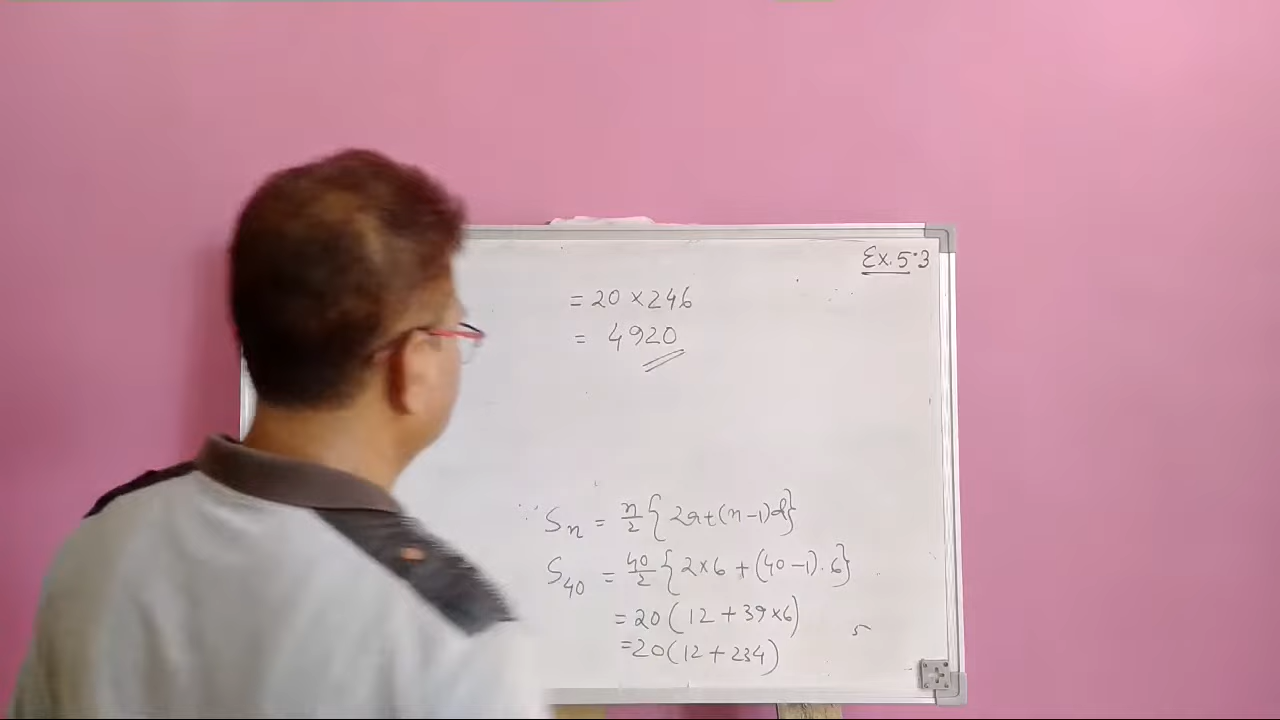 Ex. 5.3
= 20 × 246
= 4920
∵ Sn = n/2 {2a+(n-1)d}
S40 = 40/2 {2×6 + (40-1).6}
= 20 (12 + 39×6)
= 20 (12 + 234)